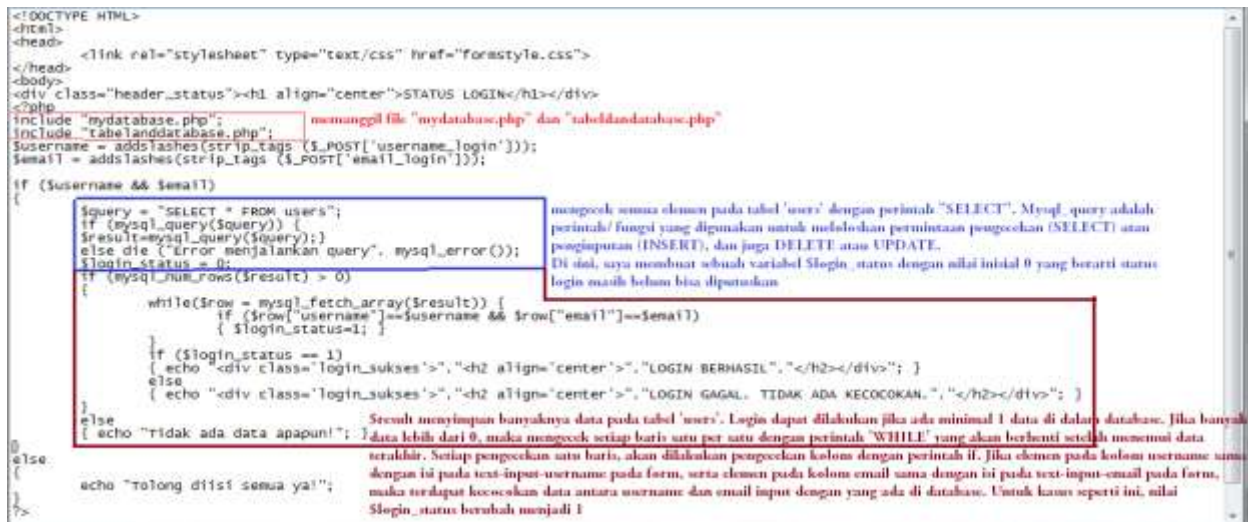 <!DOCTYPE HTML>
<html>
<head>
<link rel="stylesheet" type="text/css" href="formstyle.css">
</head>
<body>
<div class="header_status"><h1 align="center">STATUS LOGIN</h1></div>
<?php
include "mydatabase.php"; memanggil file "mydatabase.php" dan "tabeldandatabase.php"
include "tabelanddatabase.php";
$username = addslashes(strip_tags ($_POST['username_login']));
$email = addslashes(strip_tags ($_POST['email_login']));
if ($username && $email)
{
$query = "SELECT * FROM users";
if (mysql_query($query)) {
$result=mysql_query($query);}
else die ("Error menjalankan query". mysql_error());
$login_status = 0;
mengecek semua elemen pada tabel 'users' dengan perintah "SELECT". Mysql_query adalah
perintah/ fungsi yang digunakan untuk meloloskan permintaan pengecekan (SELECT) atau
penginputan (INSERT), dan juga DELETE atau UPDATE.
Di sini, saya membuat sebuah variabel $login_status dengan nilai inisial 0 yang berarti status
login masih belum bisa diputuskan
if (mysql_num_rows($result) > 0)
{
while($row = mysql_fetch_array($result)) {
if ($row["username"]==$username && $row["email"]==$email)
{ $login_status=1; }
}
if ($login_status == 1)
{ echo "<div class='login_sukses'>"."<h2 align='center'>"."LOGIN BERHASIL"."</h2></div>"; }
else
{ echo "<div class='login_sukses'>"."<h2 align='center'>"."LOGIN GAGAL. TIDAK ADA KECOCOKAN."."</h2></div>"; }
}
else
{ echo "Tidak ada data apapun!"; }
$result menyimpan banyaknya data pada tabel 'users'. Login dapat dilakukan jika ada minimal 1 data di dalam database. Jika banyak
data lebih dari 0, maka mengecek setiap baris satu per satu dengan perintah 'WHILE' yang akan berhenti setelah menemui data
terakhir. Setiap pengecekan satu baris, akan dilakukan pengecekan kolom dengan perintah if. Jika elemen pada kolom username sama
dengan isi pada text-input-username pada form, serta elemen pada kolom email sama dengan isi pada text-input-email pada form,
maka terdapat kecocokan data antara username dan email input dengan yang ada di database. Untuk kasus seperti ini, nilai
$login_status berubah menjadi 1
}
else
{
echo "Tolong diisi semua ya!";
}
?>